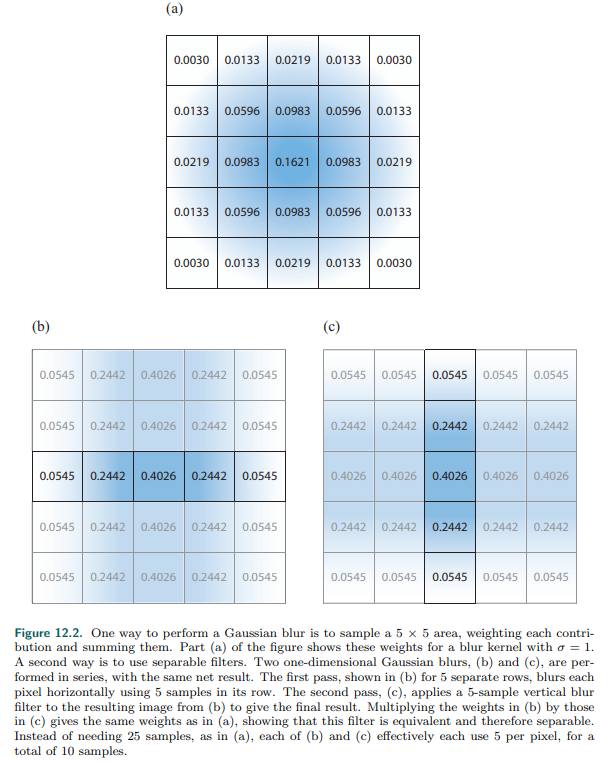 (a)
0.0030 0.0133 0.0219 0.0133 0.0030
0.0133 0.0596 0.0983 0.0596 0.0133
0.0219 0.0983 0.1621 0.0983 0.0219
0.0133 0.0596 0.0983 0.0596 0.0133
0.0030 0.0133 0.0219 0.0133 0.0030
(b)
0.0545 0.2442 0.4026 0.2442 0.0545
0.0545 0.2442 0.4026 0.2442 0.0545
0.0545 0.2442 0.4026 0.2442 0.0545
0.0545 0.2442 0.4026 0.2442 0.0545
0.0545 0.2442 0.4026 0.2442 0.0545
(c)
0.0545 0.0545 0.0545 0.0545 0.0545
0.2442 0.2442 0.2442 0.2442 0.2442
0.4026 0.4026 0.4026 0.4026 0.4026
0.2442 0.2442 0.2442 0.2442 0.2442
0.0545 0.0545 0.0545 0.0545 0.0545
Figure 12.2. One way to perform a Gaussian blur is to sample a 5 × 5 area, weighting each contri-
bution and summing them. Part (a) of the figure shows these weights for a blur kernel with σ = 1.
A second way is to use separable filters. Two one-dimensional Gaussian blurs, (b) and (c), are per-
formed in series, with the same net result. The first pass, shown in (b) for 5 separate rows, blurs each
pixel horizontally using 5 samples in its row. The second pass, (c), applies a 5-sample vertical blur
filter to the resulting image from (b) to give the final result. Multiplying the weights in (b) by those
in (c) gives the same weights as in (a), showing that this filter is equivalent and therefore separable.
Instead of needing 25 samples, as in (a), each of (b) and (c) effectively each use 5 per pixel, for a
total of 10 samples.